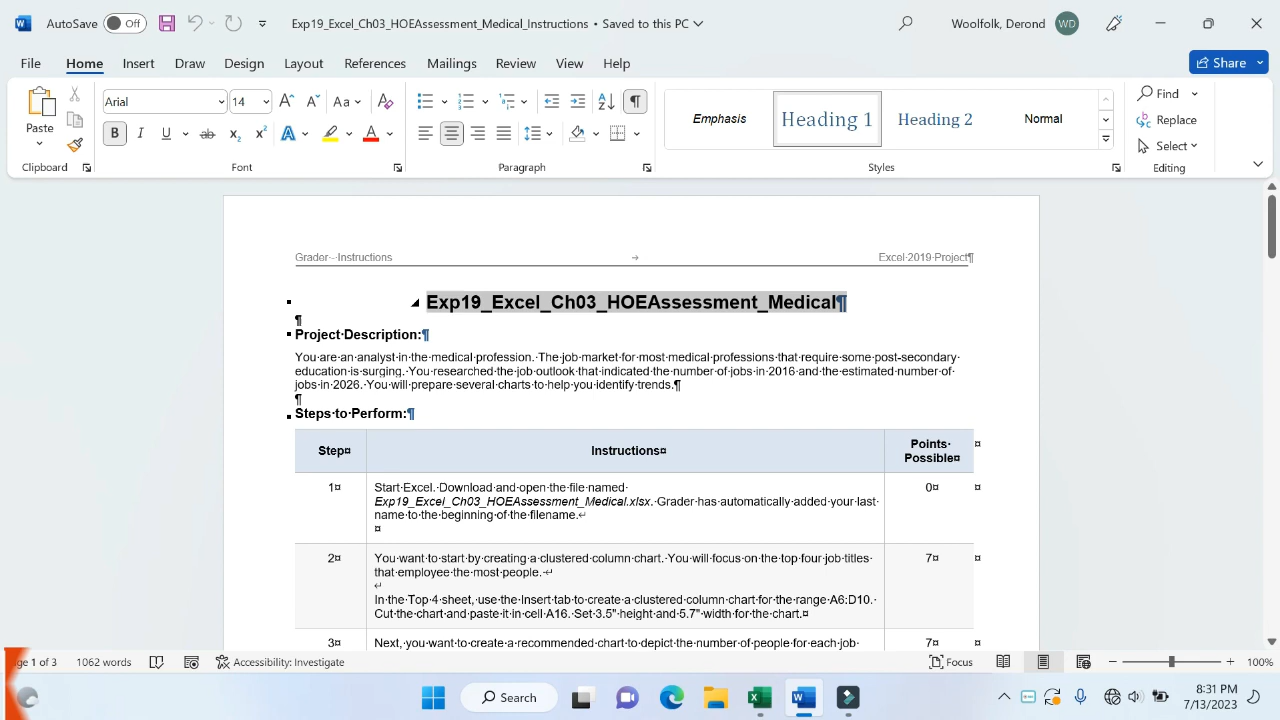 AutoSave Off Exp19_Excel_Ch03_HOEAssessment_Medical_Instructions • Saved to this PC Woolfolk, Derond WD
File Home Insert Draw Design Layout References Mailings Review View Help Share
Paste Arial 14 Aa Emphasis Heading 1 Heading 2 Normal Find
Replace
Select
Clipboard Font Paragraph Styles Editing
Grader - Instructions Excel 2019 Project¶
Exp19_Excel_Ch03_HOEAssessment_Medical¶
¶
Project Description:¶
You are an analyst in the medical profession. The job market for most medical professions that require some post-secondary
education is surging. You researched the job outlook that indicated the number of jobs in 2016 and the estimated number of
jobs in 2026. You will prepare several charts to help you identify trends.¶
¶
Steps to Perform:¶
Step¤ Instructions¤ Points
Possible¤
1¤ Start Excel. Download and open the file named 0¤
Exp19_Excel_Ch03_HOEAssessment_Medical.xlsx. Grader has automatically added your last
name to the beginning of the filename.
2¤ You want to start by creating a clustered column chart. You will focus on the top four job titles 7¤
that employee the most people.
In the Top 4 sheet, use the Insert tab to create a clustered column chart for the range A6:D10.
Cut the chart and paste it in cell A16. Set 3.5" height and 5.7" width for the chart.¤
3¤ Next, you want to create a recommended chart to depict the number of people for each job 7¤
ge 1 of 3 1062 words Accessibility: Investigate Focus 100%
Search 8:31 PM
7/13/2023